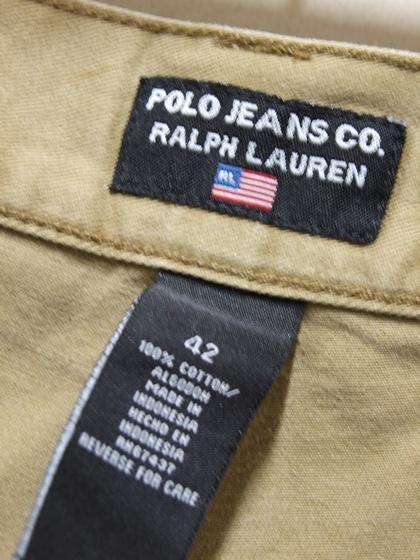 POLO JEANS CO.
RALPH LAUREN
RL
42
100% COTTON/
ALGODON
MADE IN
INDONESIA
HECHO EN
INDONESIA
RN67437
REVERSE FOR CARE